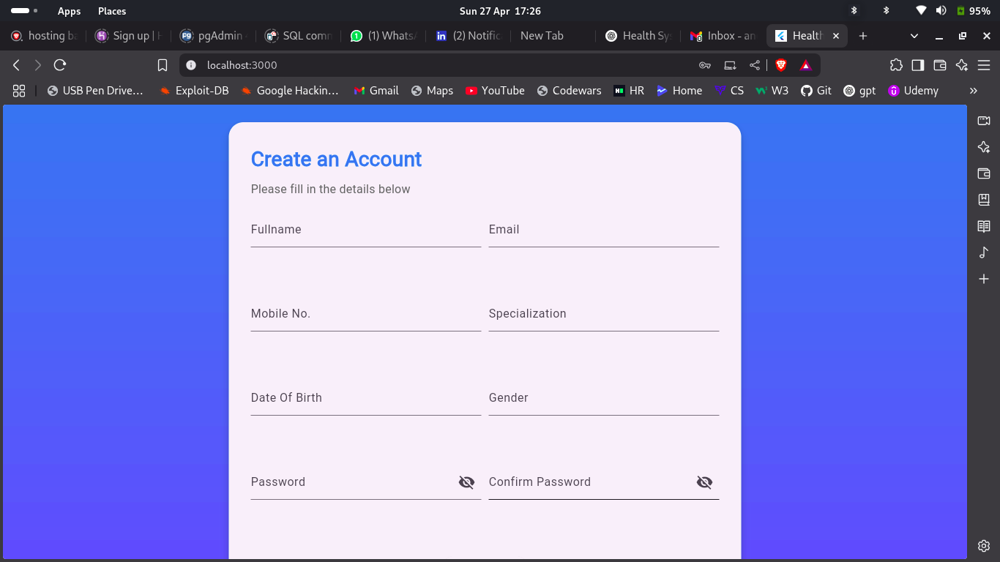 Apps Places Sun 27 Apr 17:26 95%
hosting ba Sign up | H pgAdmin SQL comm (1) WhatsA (2) Notific New Tab Health Sys Inbox - an Health
localhost:3000
USB Pen Drive... Exploit-DB Google Hackin... Gmail Maps YouTube Codewars HR Home CS W3 Git gpt Udemy
Create an Account
Please fill in the details below
Fullname Email
Mobile No. Specialization
Date Of Birth Gender
Password Confirm Password